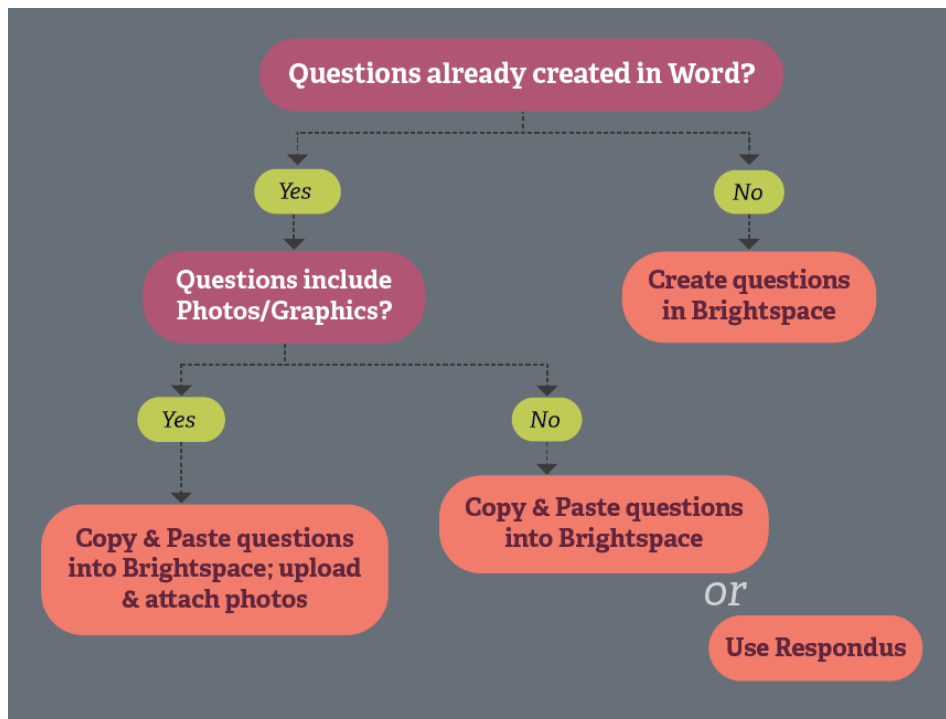 Questions already created in Word?
Yes
No
Questions include
Photos/Graphics?
Create questions
in Brightspace
Yes
No
Copy & Paste questions
into Brightspace; upload
& attach photos
Copy & Paste questions
into Brightspace
or
Use Respondus